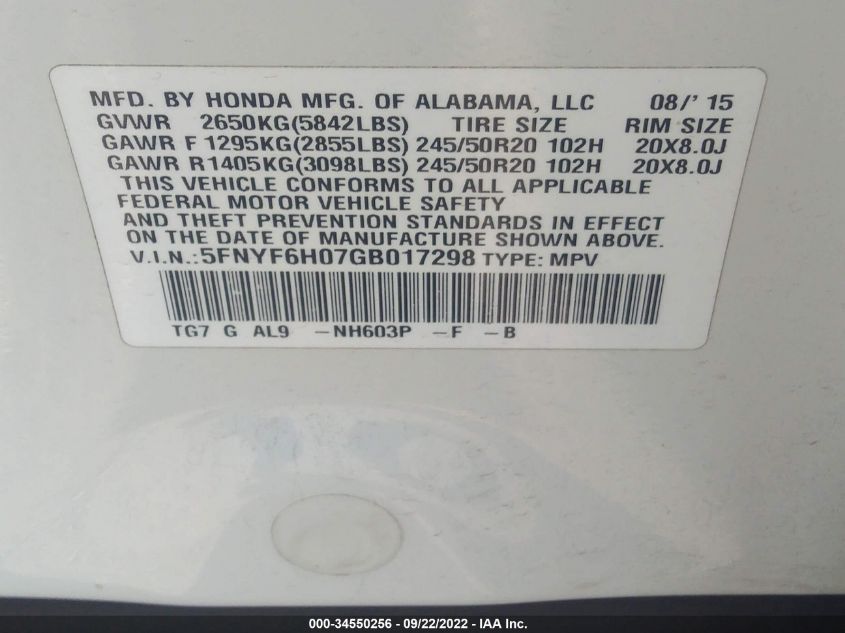 MFD. BY HONDA MFG. OF ALABAMA, LLC 08/'15
GVWR 2650KG(5842LBS) TIRE SIZE RIM SIZE
GAWR F 1295KG(2855LBS) 245/50R20 102H 20X8.0J
GAWR R1405KG(3098LBS) 245/50R20 102H 20X8.0J
THIS VEHICLE CONFORMS TO ALL APPLICABLE
FEDERAL MOTOR VEHICLE SAFETY
AND THEFT PREVENTION STANDARDS IN EFFECT
ON THE DATE OF MANUFACTURE SHOWN ABOVE.
V.I.N.:5FNYF6H07GB017298 TYPE: MPV
TG7 G AL9 -NH603P -F -B
000-34550256 - 09/22/2022 - IAA Inc.